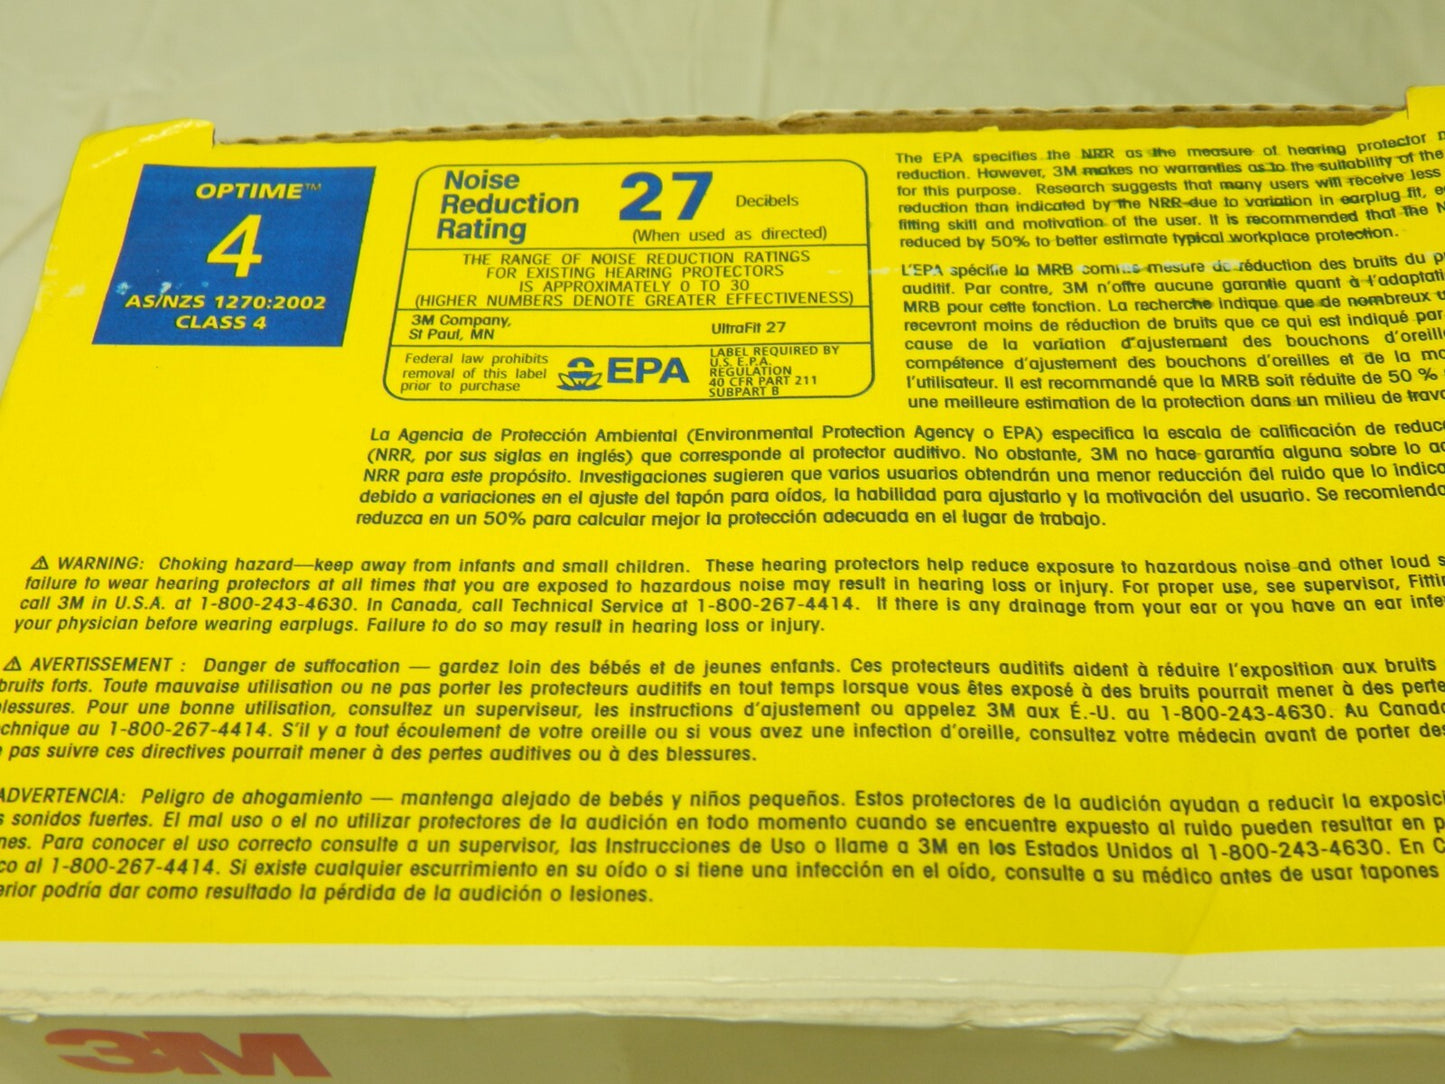 OPTIME™
4
AS/NZS 1270:2002
CLASS 4
Noise
Reduction
Rating
27
Decibels
(When used as directed)
THE RANGE OF NOISE REDUCTION RATINGS
FOR EXISTING HEARING PROTECTORS
IS APPROXIMATELY 0 TO 30
(HIGHER NUMBERS DENOTE GREATER EFFECTIVENESS)
3M Company,
St Paul, MN
UltraFit 27
Federal law prohibits
removal of this label
prior to purchase
EPA
LABEL REQUIRED BY
U.S. E.P.A.
REGULATION
40 CFR PART 211
SUBPART B
The EPA specifies the NRR as the measure of hearing protector
reduction. However, 3M makes no warranties as to the suitability of the
for this purpose. Research suggests that many users will receive less
reduction than indicated by the NRR due to variation in earplug fit,
fitting skill and motivation of the user. It is recommended that the
reduced by 50% to better estimate typical workplace protection.
L'EPA spécifie la MRB comme mesure de réduction des bruits du
auditif. Par contre, 3M n'offre aucune garantie quant à l'adaptati
MRB pour cette fonction. La recherche indique que de nombreux
recevront moins de réduction de bruits que ce qui est indiqué par
cause de la variation d'ajustement des bouchons d'oreill
compétence d'ajustement des bouchons d'oreilles et de la mo
l'utilisateur. Il est recommandé que la MRB soit réduite de 50 %
une meilleure estimation de la protection dans un milieu de trava
La Agencia de Protección Ambiental (Environmental Protection Agency o EPA) especifica la escala de calificación de reduc
(NRR, por sus siglas en inglés) que corresponde al protector auditivo. No obstante, 3M no hace garantía alguna sobre lo ad
NRR para este propósito. Investigaciones sugieren que varios usuarios obtendrán una menor reducción del ruido que lo indica
debido a variaciones en el ajuste del tapón para oídos, la habilidad para ajustarlo y la motivación del usuario. Se recomienda
reduzca en un 50% para calcular mejor la protección adecuada en el lugar de trabajo.
⚠ WARNING: Choking hazard—keep away from infants and small children. These hearing protectors help reduce exposure to hazardous noise and other loud s
failure to wear hearing protectors at all times that you are exposed to hazardous noise may result in hearing loss or injury. For proper use, see supervisor, Fittin
call 3M in U.S.A. at 1-800-243-4630. In Canada, call Technical Service at 1-800-267-4414. If there is any drainage from your ear or you have an ear infe
your physician before wearing earplugs. Failure to do so may result in hearing loss or injury.
⚠ AVERTISSEMENT : Danger de suffocation — gardez loin des bébés et de jeunes enfants. Ces protecteurs auditifs aident à réduire l'exposition aux bruits
bruits forts. Toute mauvaise utilisation ou ne pas porter les protecteurs auditifs en tout temps lorsque vous êtes exposé à des bruits pourrait mener à des perte
lessures. Pour une bonne utilisation, consultez un superviseur, les instructions d'ajustement ou appelez 3M aux É.-U. au 1-800-243-4630. Au Canada
chnique au 1-800-267-4414. S'il y a tout écoulement de votre oreille ou si vous avez une infection d'oreille, consultez votre médecin avant de porter des
e pas suivre ces directives pourrait mener à des pertes auditives ou à des blessures.
ADVERTENCIA: Peligro de ahogamiento — mantenga alejado de bebés y niños pequeños. Estos protectores de la audición ayudan a reducir la exposici
s sonidos fuertes. El mal uso o el no utilizar protectores de la audición en todo momento cuando se encuentre expuesto al ruido pueden resultar en p
nes. Para conocer el uso correcto consulte a un supervisor, las Instrucciones de Uso o llame a 3M en los Estados Unidos al 1-800-243-4630. En C
co al 1-800-267-4414. Si existe cualquier escurrimiento en su oído o si tiene una infección en el oído, consulte a su médico antes de usar tapones
erior podría dar como resultado la pérdida de la audición o lesiones.
3M